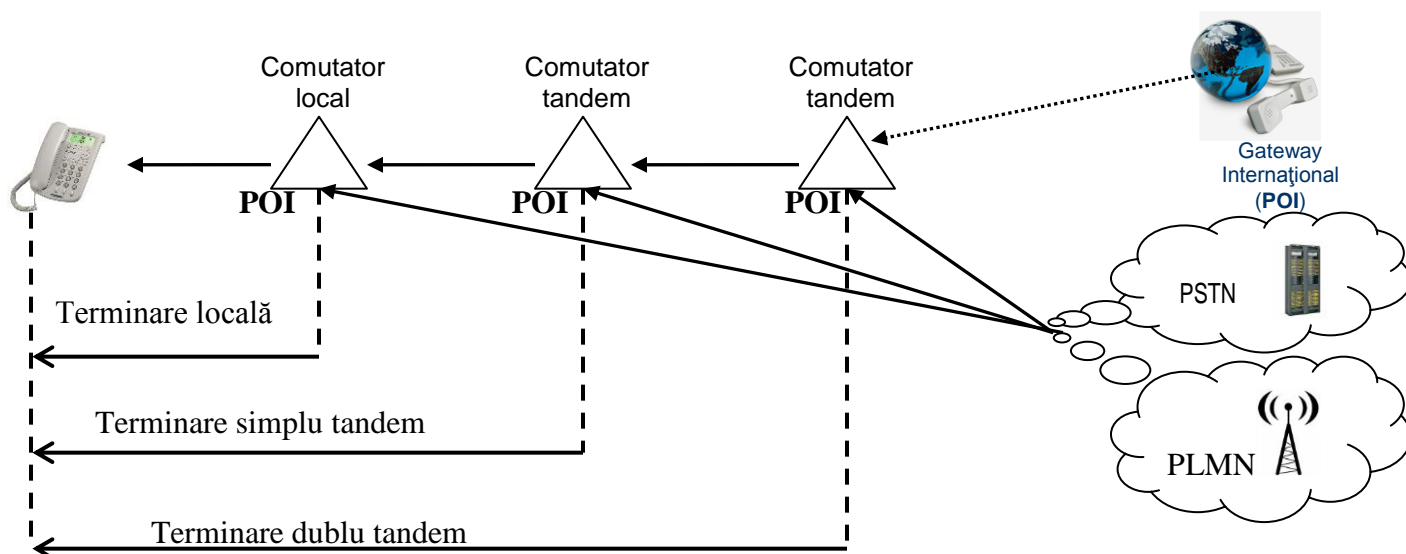 Comutator
local
Comutator
tandem
Comutator
tandem
Gateway
Internaţional
(POI)
POI
POI
POI
PSTN
Terminare locală
Terminare simplu tandem
PLMN
Terminare dublu tandem